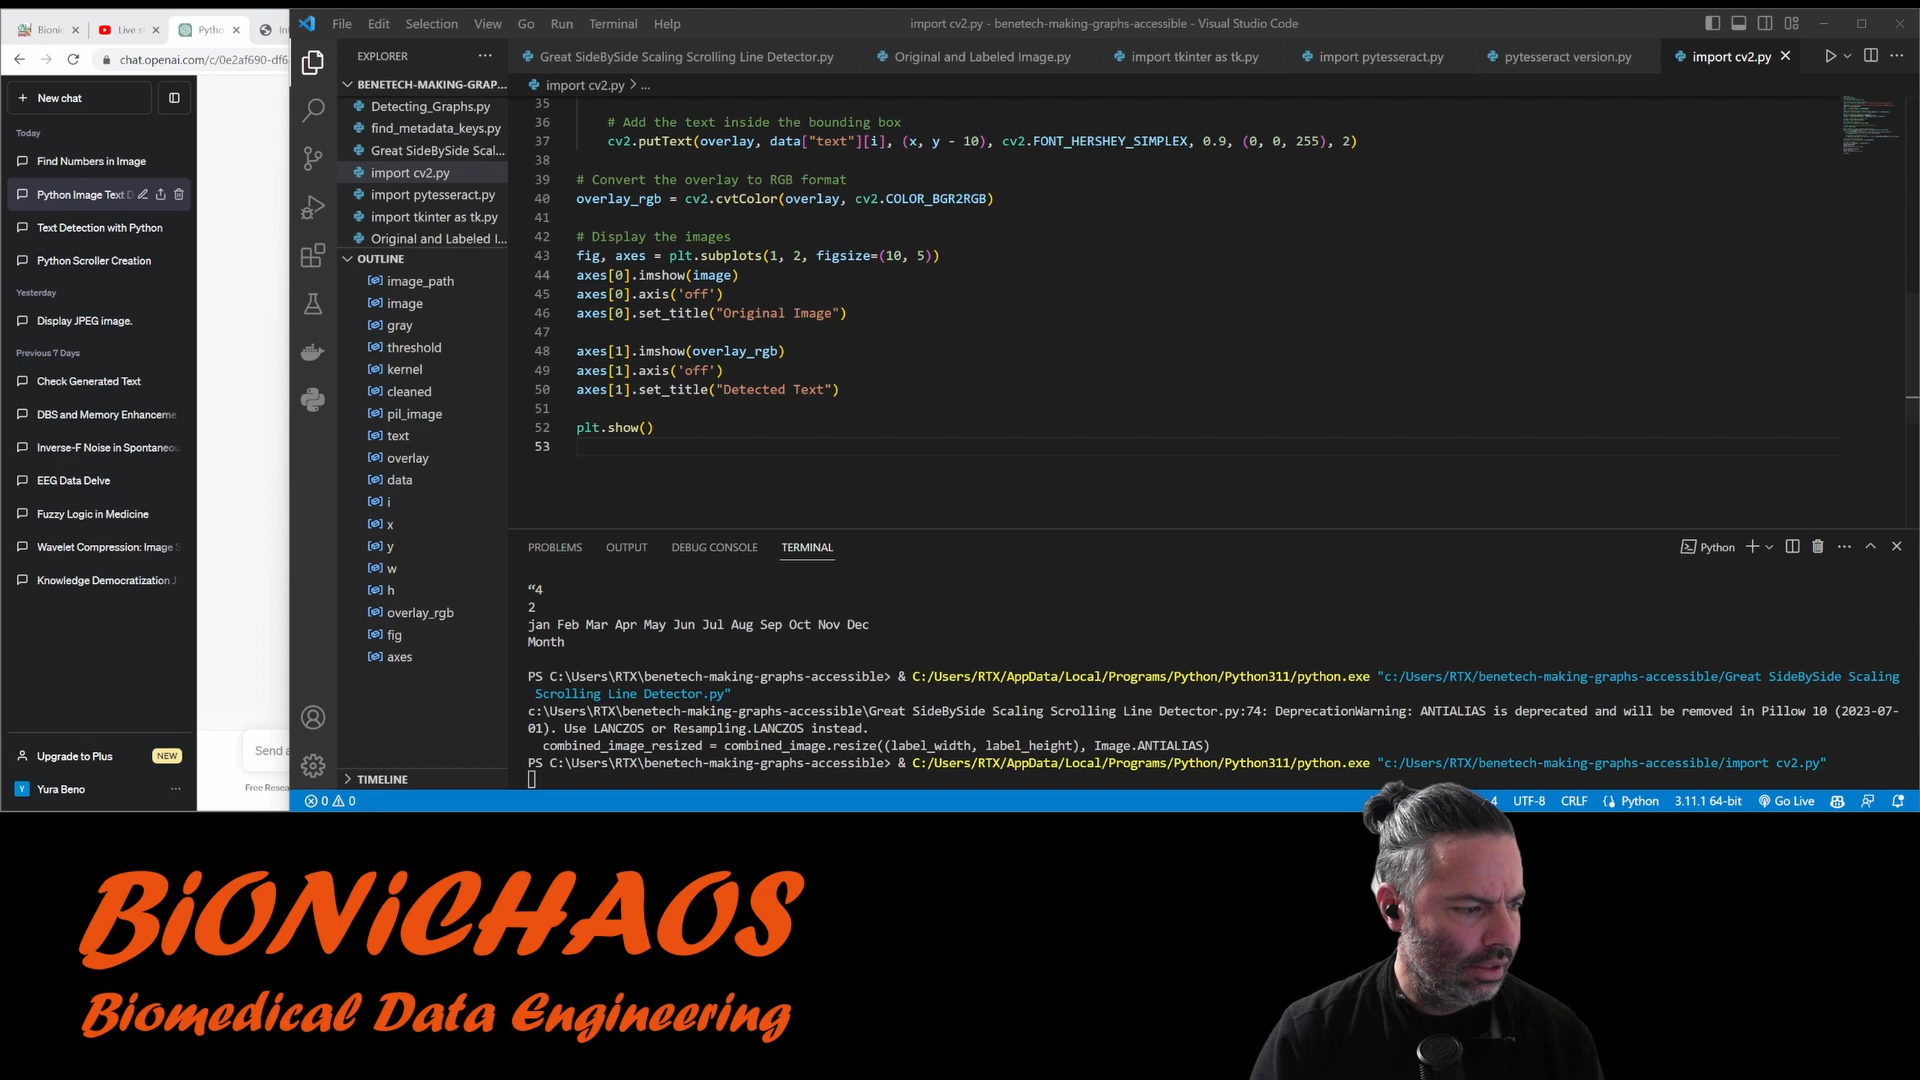 Bionic
Live s
Pytho
Int
chat.openai.com/c/0e2af690-df6
New chat
Today
Find Numbers in Image
Python Image Text D
Text Detection with Python
Python Scroller Creation
Yesterday
Display JPEG image.
Previous 7 Days
Check Generated Text
DBS and Memory Enhanceme
Inverse-F Noise in Spontaneou
EEG Data Delve
Fuzzy Logic in Medicine
Wavelet Compression: Image S
Knowledge Democratization J
Upgrade to Plus NEW
Y Yura Beno ...
Send a
Free Resea
File Edit Selection View Go Run Terminal Help
import cv2.py - benetech-making-graphs-accessible - Visual Studio Code
EXPLORER ...
BENETECH-MAKING-GRAP...
Detecting_Graphs.py
find_metadata_keys.py
Great SideBySide Scal...
import cv2.py
import pytesseract.py
import tkinter as tk.py
Original and Labeled I...
OUTLINE
image_path
image
gray
threshold
kernel
cleaned
pil_image
text
overlay
data
i
x
y
w
h
overlay_rgb
fig
axes
TIMELINE
Great SideBySide Scaling Scrolling Line Detector.py
Original and Labeled Image.py
import tkinter as tk.py
import pytesseract.py
pytesseract version.py
import cv2.py
import cv2.py > ...
35
36 # Add the text inside the bounding box
37 cv2.putText(overlay, data["text"][i], (x, y - 10), cv2.FONT_HERSHEY_SIMPLEX, 0.9, (0, 0, 255), 2)
38
39 # Convert the overlay to RGB format
40 overlay_rgb = cv2.cvtColor(overlay, cv2.COLOR_BGR2RGB)
41
42 # Display the images
43 fig, axes = plt.subplots(1, 2, figsize=(10, 5))
44 axes[0].imshow(image)
45 axes[0].axis('off')
46 axes[0].set_title("Original Image")
47
48 axes[1].imshow(overlay_rgb)
49 axes[1].axis('off')
50 axes[1].set_title("Detected Text")
51
52 plt.show()
53
PROBLEMS OUTPUT DEBUG CONSOLE TERMINAL
Python
“4
2
jan Feb Mar Apr May Jun Jul Aug Sep Oct Nov Dec
Month
PS C:\Users\RTX\benetech-making-graphs-accessible> & C:/Users/RTX/AppData/Local/Programs/Python/Python311/python.exe "c:/Users/RTX/benetech-making-graphs-accessible/Great SideBySide Scaling
Scrolling Line Detector.py"
c:\Users\RTX\benetech-making-graphs-accessible\Great SideBySide Scaling Scrolling Line Detector.py:74: DeprecationWarning: ANTIALIAS is deprecated and will be removed in Pillow 10 (2023-07-
01). Use LANCZOS or Resampling.LANCZOS instead.
combined_image_resized = combined_image.resize((label_width, label_height), Image.ANTIALIAS)
PS C:\Users\RTX\benetech-making-graphs-accessible> & C:/Users/RTX/AppData/Local/Programs/Python/Python311/python.exe "c:/Users/RTX/benetech-making-graphs-accessible/import cv2.py"
0 0
4 UTF-8 CRLF Python 3.11.1 64-bit Go Live
BiONiCHAOS
Biomedical Data Engineering